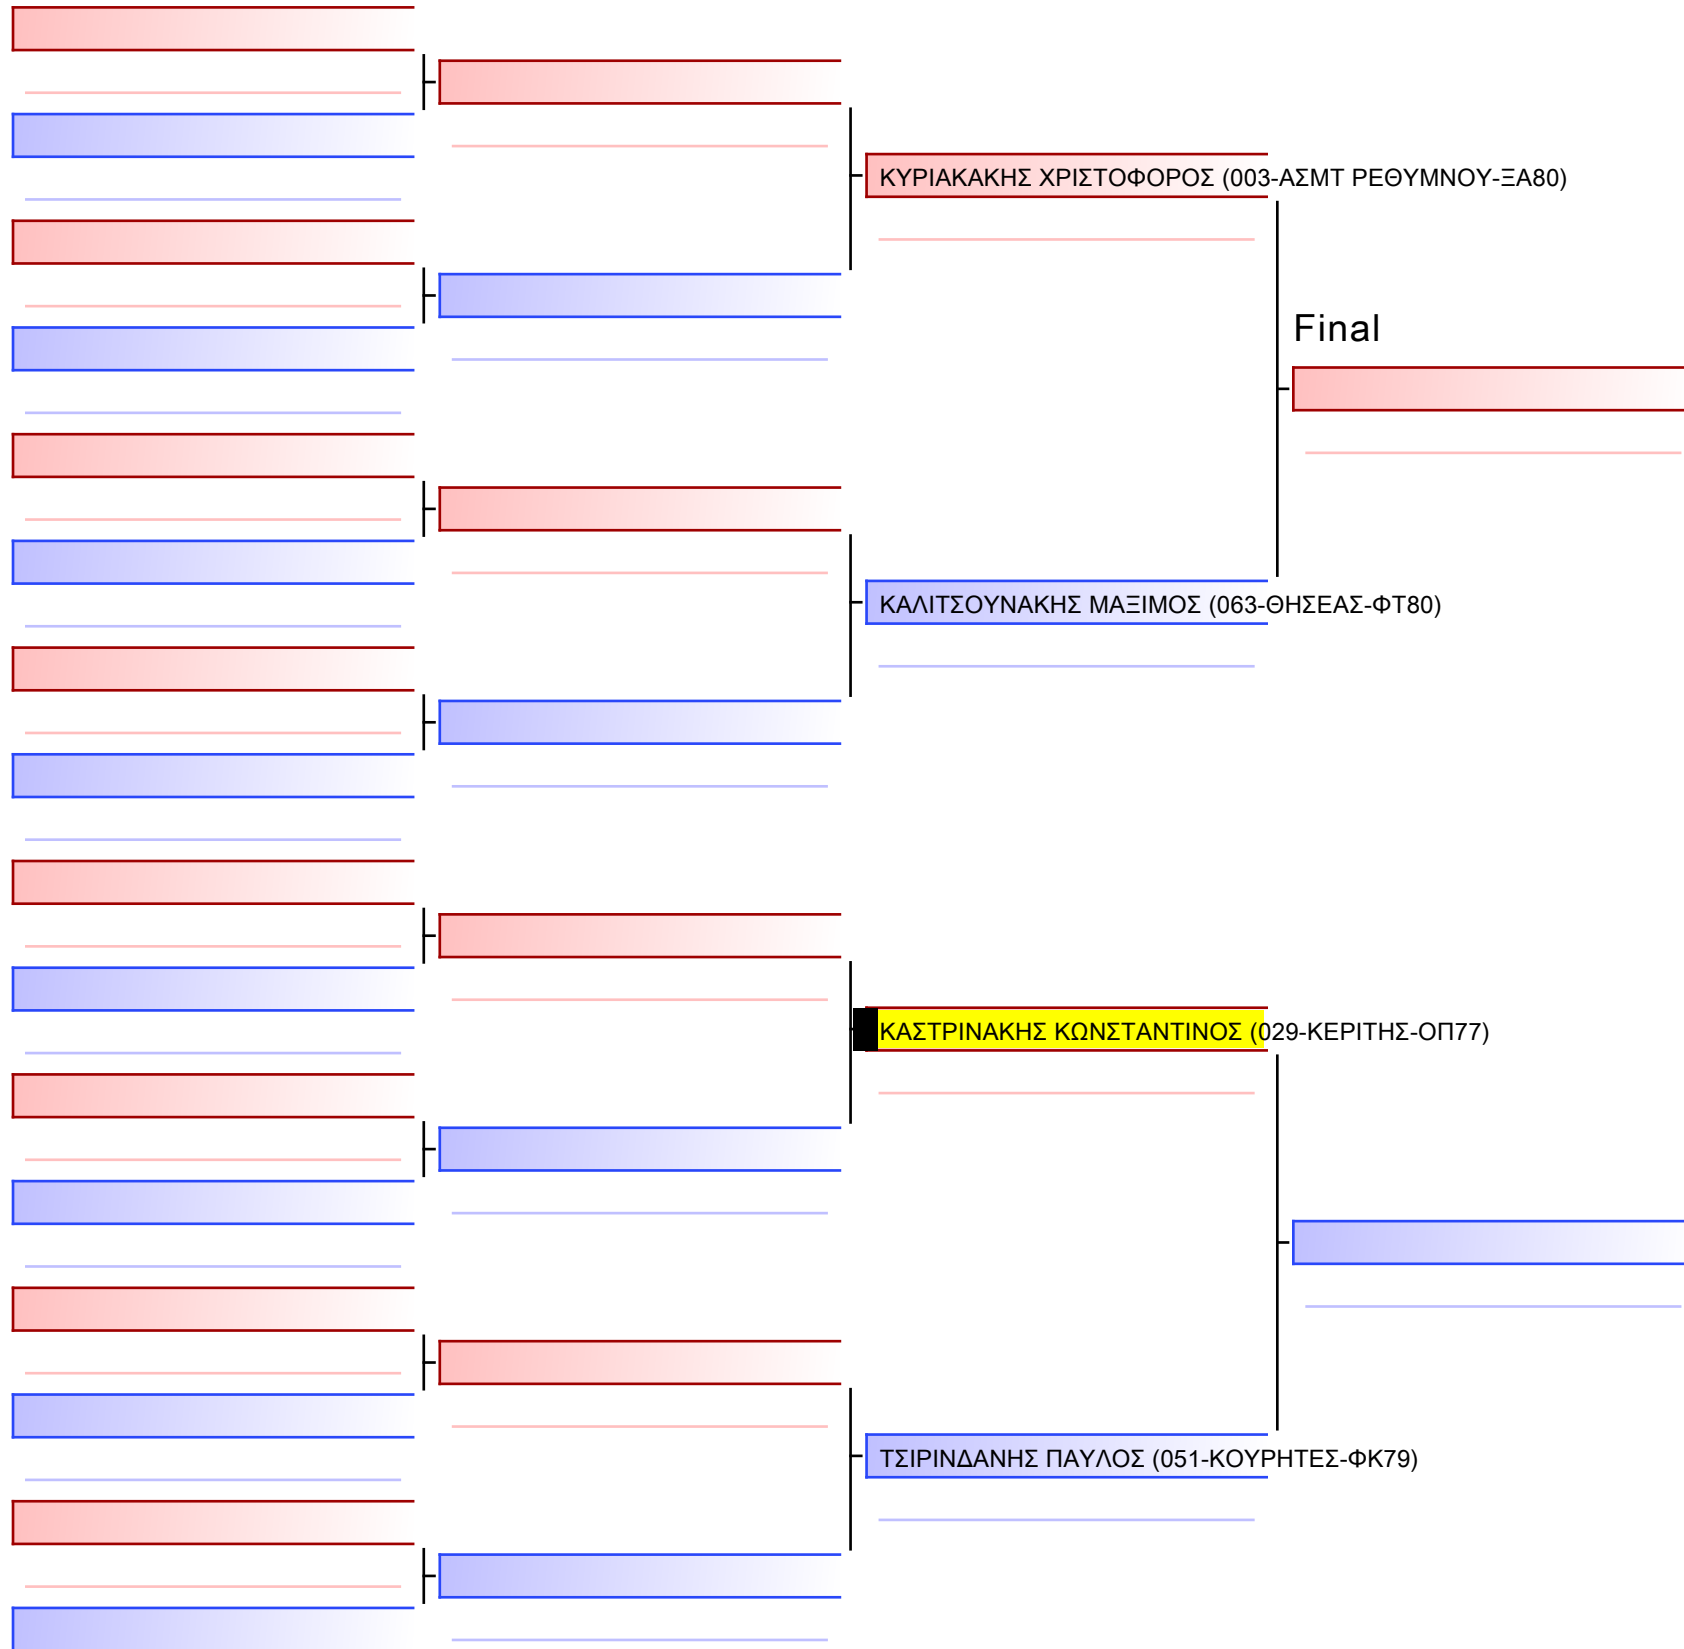 ΚΥΡΙΑΚΑΚΗΣ ΧΡΙΣΤΟΦΟΡΟΣ (003-ΑΣΜΤ ΡΕΘΥΜΝΟΥ-ΞΑ80)
Final
ΚΑΛΙΤΣΟΥΝΑΚΗΣ ΜΑΞΙΜΟΣ (063-ΘΗΣΕΑΣ-ΦΤ80)
ΚΑΣΤΡΙΝΑΚΗΣ ΚΩΝΣΤΑΝΤΙΝΟΣ (029-ΚΕΡΙΤΗΣ-ΟΠ77)
ΤΣΙΡΙΝΔΑΝΗΣ ΠΑΥΛΟΣ (051-ΚΟΥΡΗΤΕΣ-ΦΚ79)